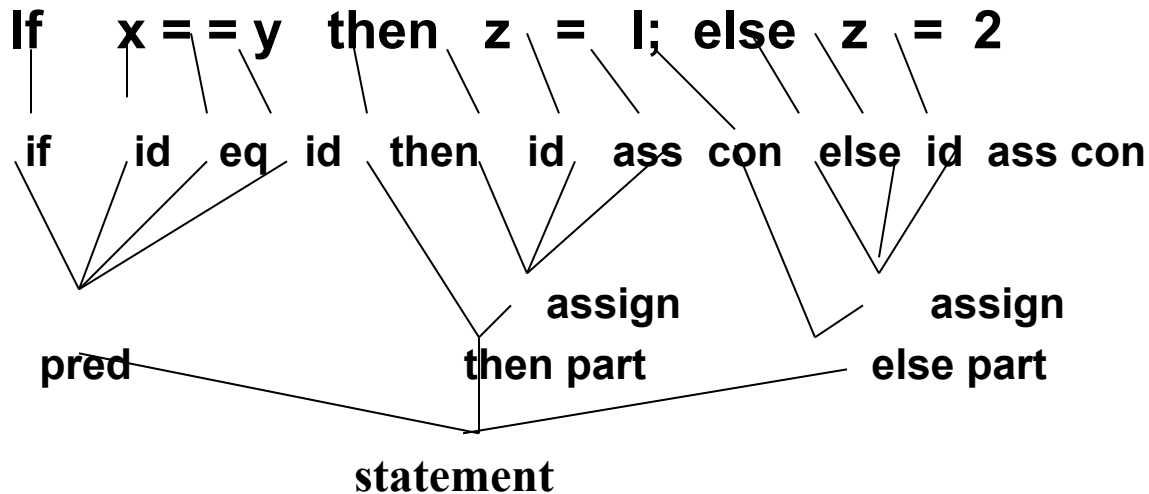 If x = = y then z = l; else z = 2
if id eq id then id ass con else id ass con
assign assign
pred then part else part
statement